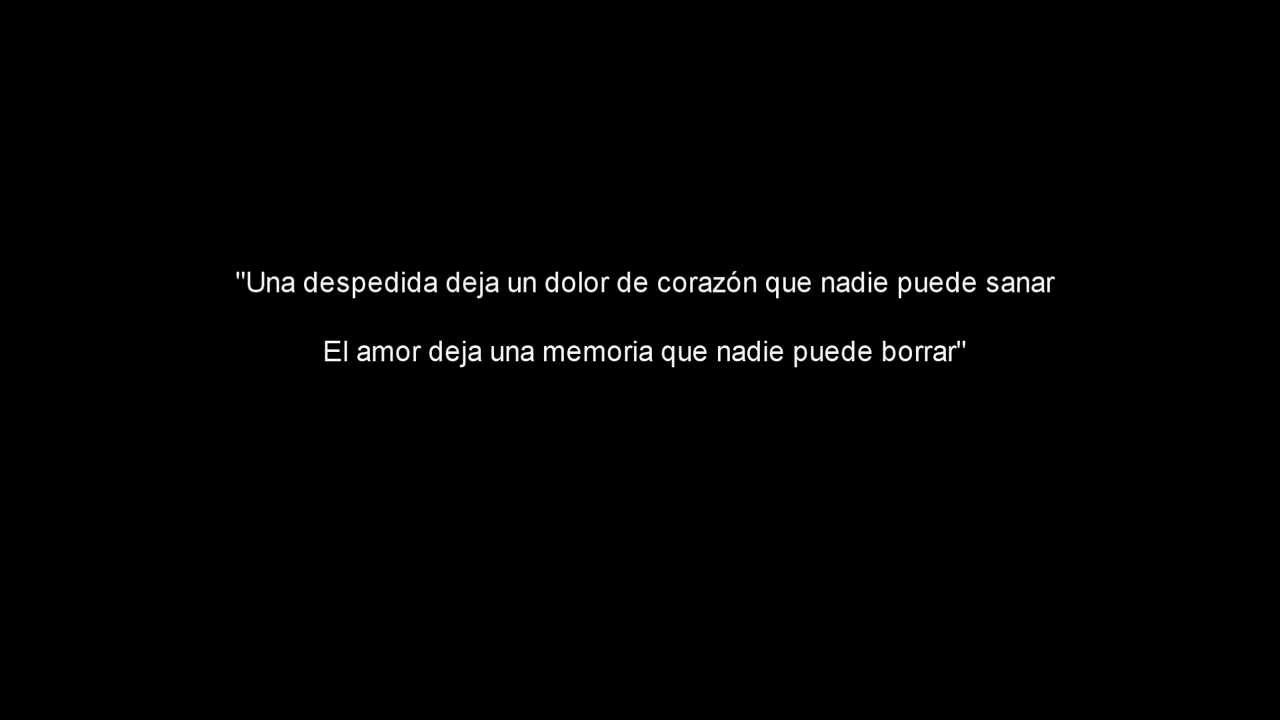 "Una despedida deja un dolor de corazón que nadie puede sanar
El amor deja una memoria que nadie puede borrar"